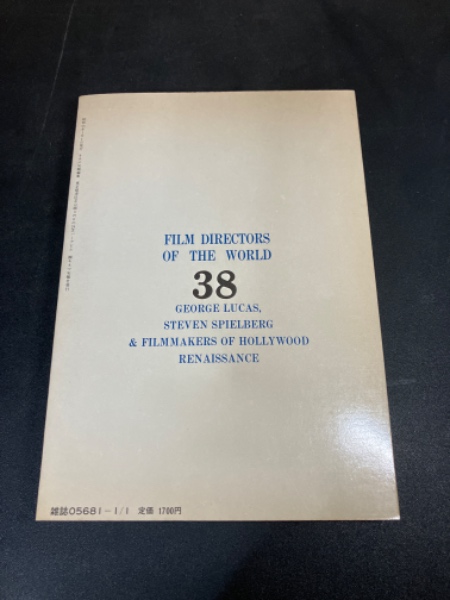 FILM DIRECTORS
OF THE WORLD
38
GEORGE LUCAS,
STEVEN SPIELBERG
& FILMMAKERS OF HOLLYWOOD
RENAISSANCE
雑誌05681-1/1 定価 1700円